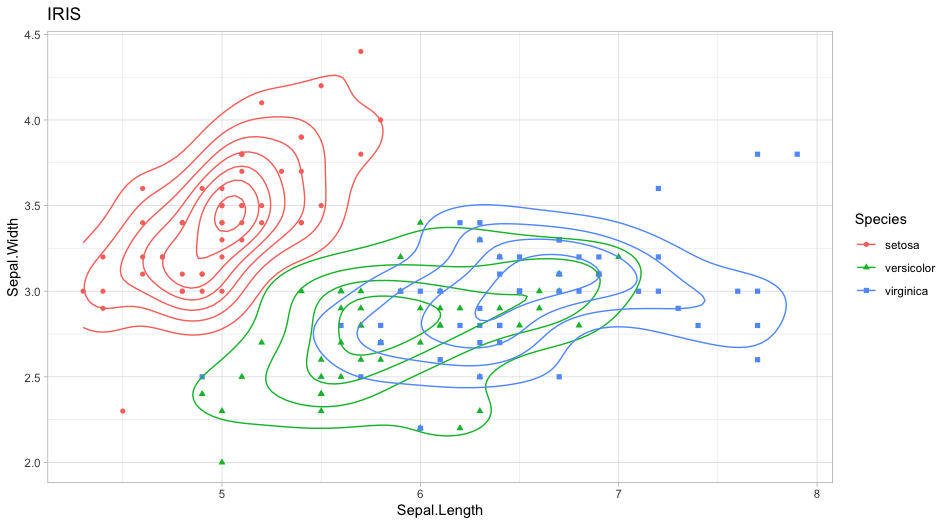 IRIS
4.5
4.0
3.5
3.0
2.5
2.0
Sepal.Width
5
6
7
8
Sepal.Length
Species
setosa
versicolor
virginica